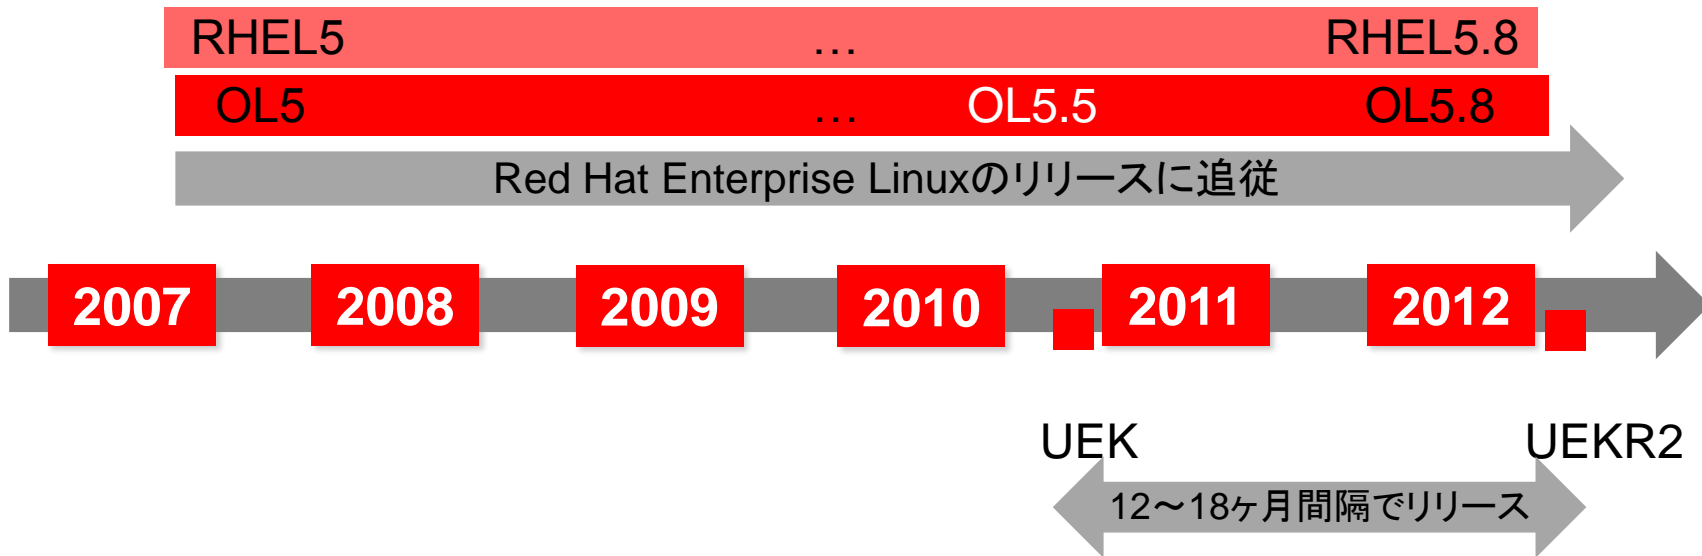 RHEL5 … RHEL5.8
OL5 … OL5.5 OL5.8
Red Hat Enterprise Linuxのリリースに追従
2007 2008 2009 2010 2011 2012
UEK UEKR2
12～18ヶ月間隔でリリース